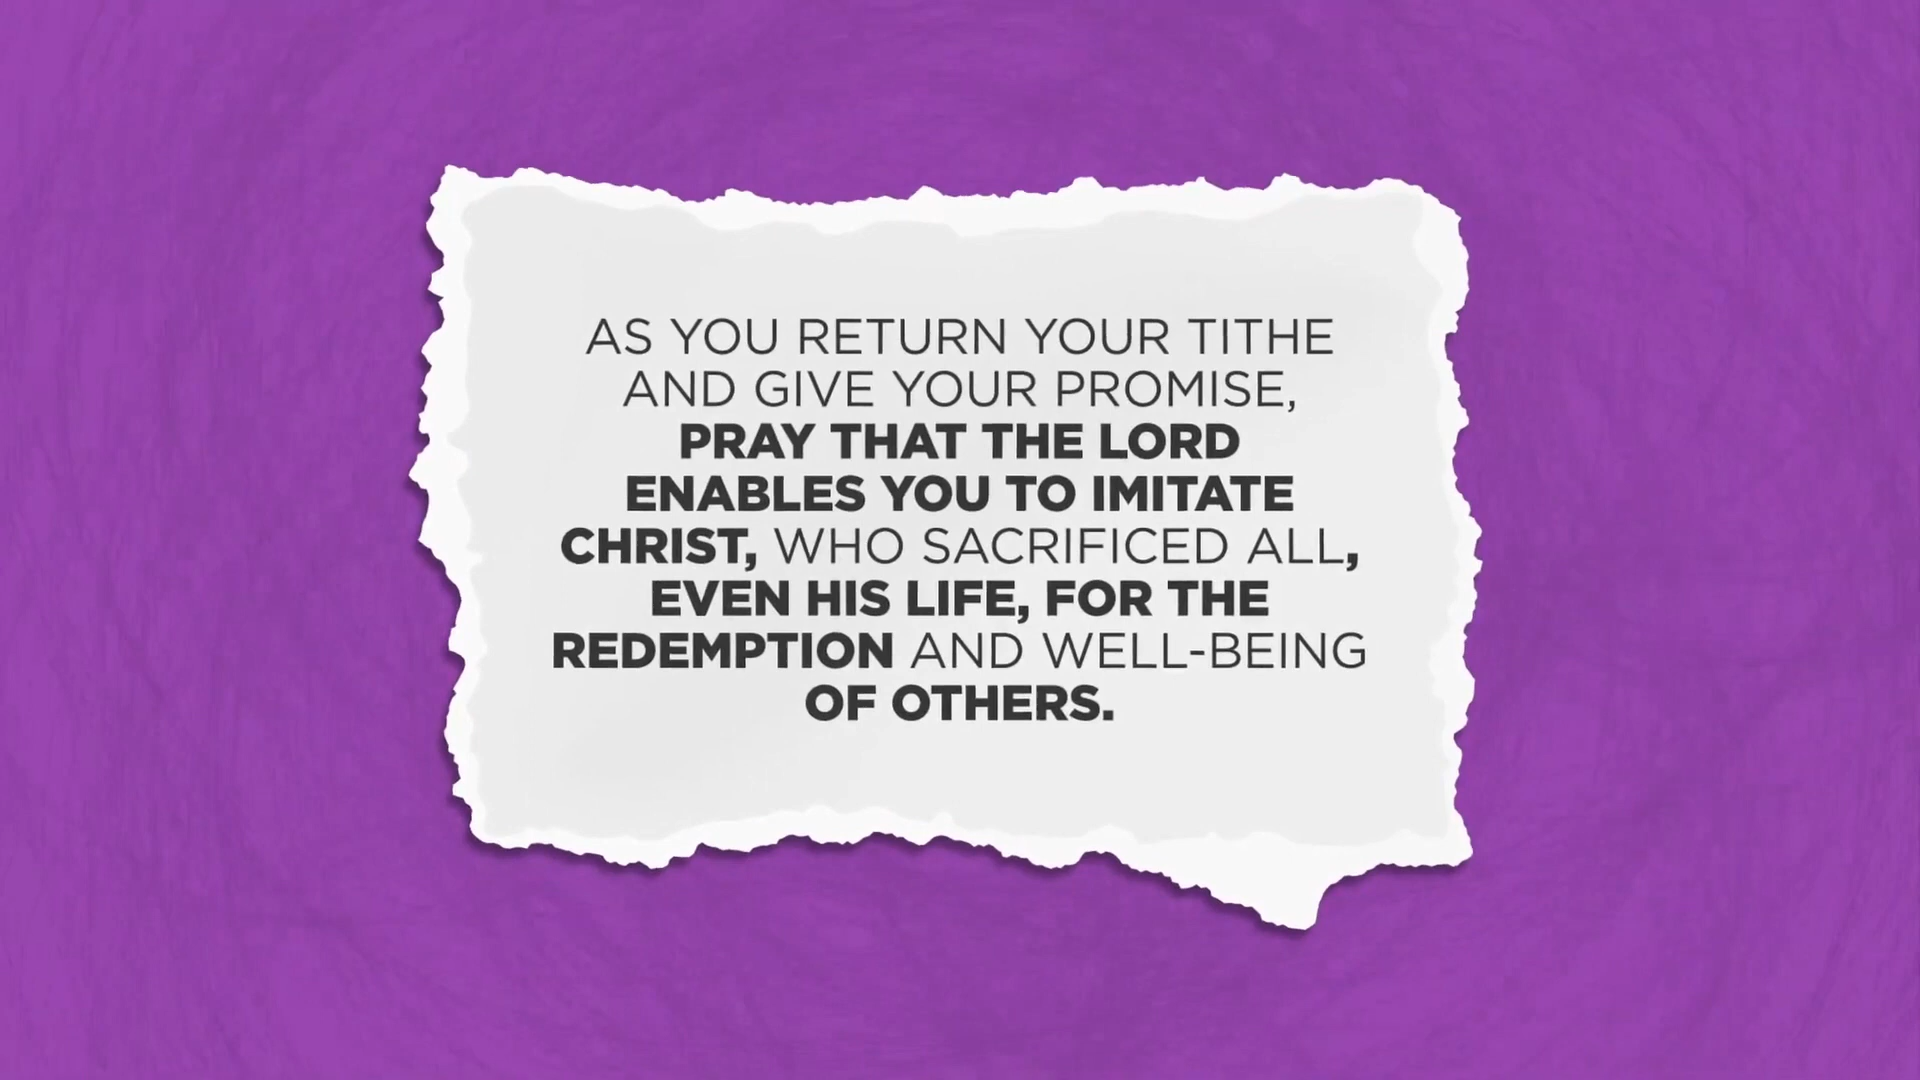 AS YOU RETURN YOUR TITHE
AND GIVE YOUR PROMISE,
PRAY THAT THE LORD
ENABLES YOU TO IMITATE
CHRIST, WHO SACRIFICED ALL,
EVEN HIS LIFE, FOR THE
REDEMPTION AND WELL-BEING
OF OTHERS.